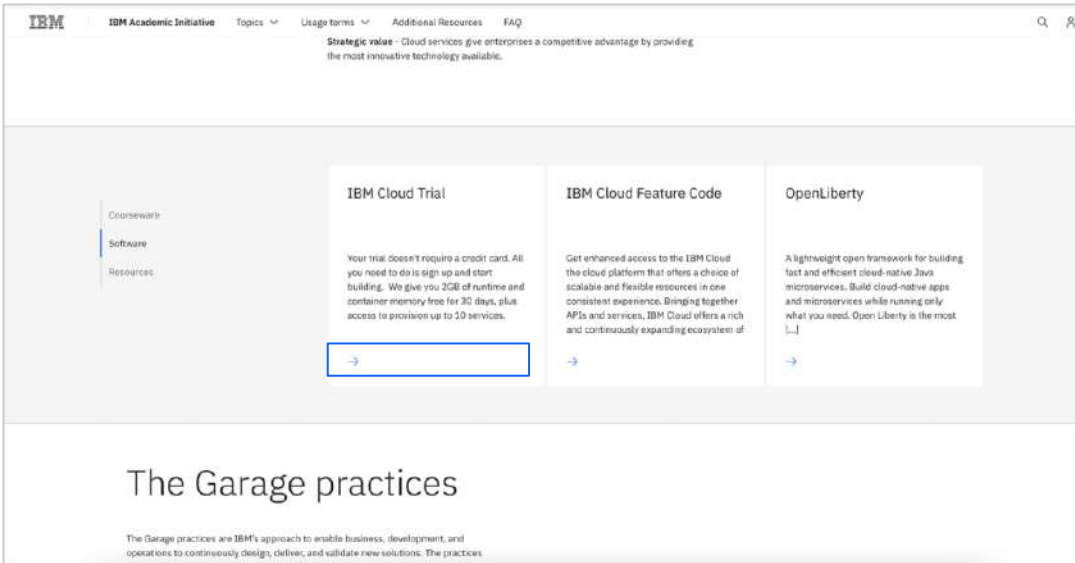 IBM IBM Academic Initiative Topics Usage terms Additional Resources FAQ
Strategic value - Cloud services give enterprises a competitive advantage by providing
the most innovative technology available.
Courseware
Software
Resources
IBM Cloud Trial
Your trial doesn't require a credit card. All
you need to do is sign up and start
building. We give you 2GB of runtime and
container memory free for 30 days, plus
access to provision up to 10 services.
IBM Cloud Feature Code
Get enhanced access to the IBM Cloud
the cloud platform that offers a choice of
scalable and flexible resources in one
consistent experience. Bringing together
APIs and services, IBM Cloud offers a rich
and continuously expanding ecosystem of
OpenLiberty
A lightweight open framework for building
fast and efficient cloud-native Java
microservices. Build cloud-native apps
and microservices while running only
what you need. Open Liberty is the most
[...]
The Garage practices
The Garage practices are IBM's approach to enable business, development, and
operations to continuously design, deliver, and validate new solutions. The practices